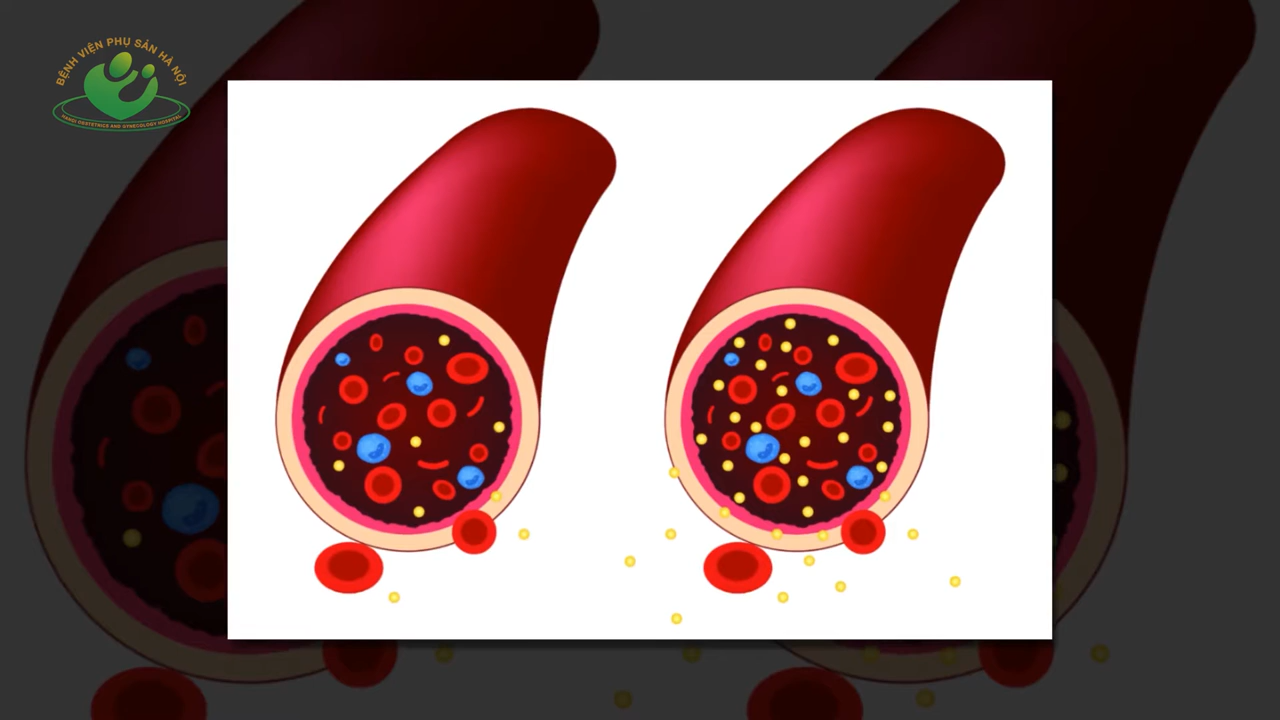 BỆNH VIỆN PHỤ SẢN HÀ NỘI
HANOI OBSTETRICS AND GYNECOLOGY HOSPITAL